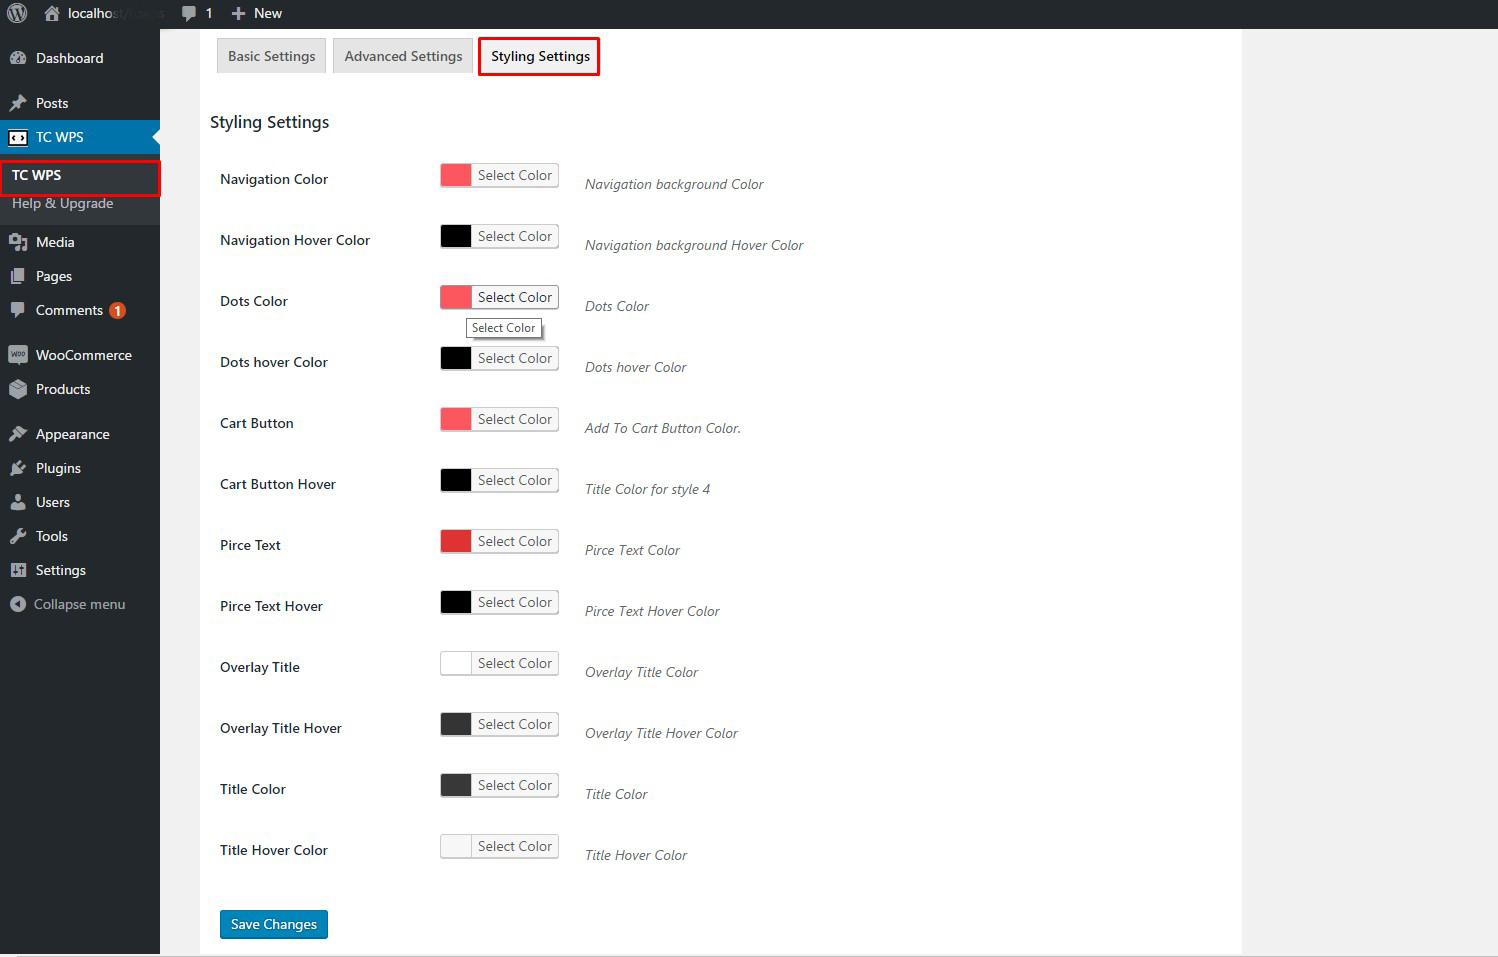 localhost
1
New
Dashboard
Posts
TC WPS
TC WPS
Help & Upgrade
Media
Pages
Comments 1
WooCommerce
Products
Appearance
Plugins
Users
Tools
Settings
Collapse menu
Basic Settings Advanced Settings Styling Settings
Styling Settings
Navigation Color Select Color Navigation background Color
Navigation Hover Color Select Color Navigation background Hover Color
Dots Color Select Color Dots Color
Select Color
Dots hover Color Select Color Dots hover Color
Cart Button Select Color Add To Cart Button Color.
Cart Button Hover Select Color Title Color for style 4
Pirce Text Select Color Pirce Text Color
Pirce Text Hover Select Color Pirce Text Hover Color
Overlay Title Select Color Overlay Title Color
Overlay Title Hover Select Color Overlay Title Hover Color
Title Color Select Color Title Color
Title Hover Color Select Color Title Hover Color
Save Changes